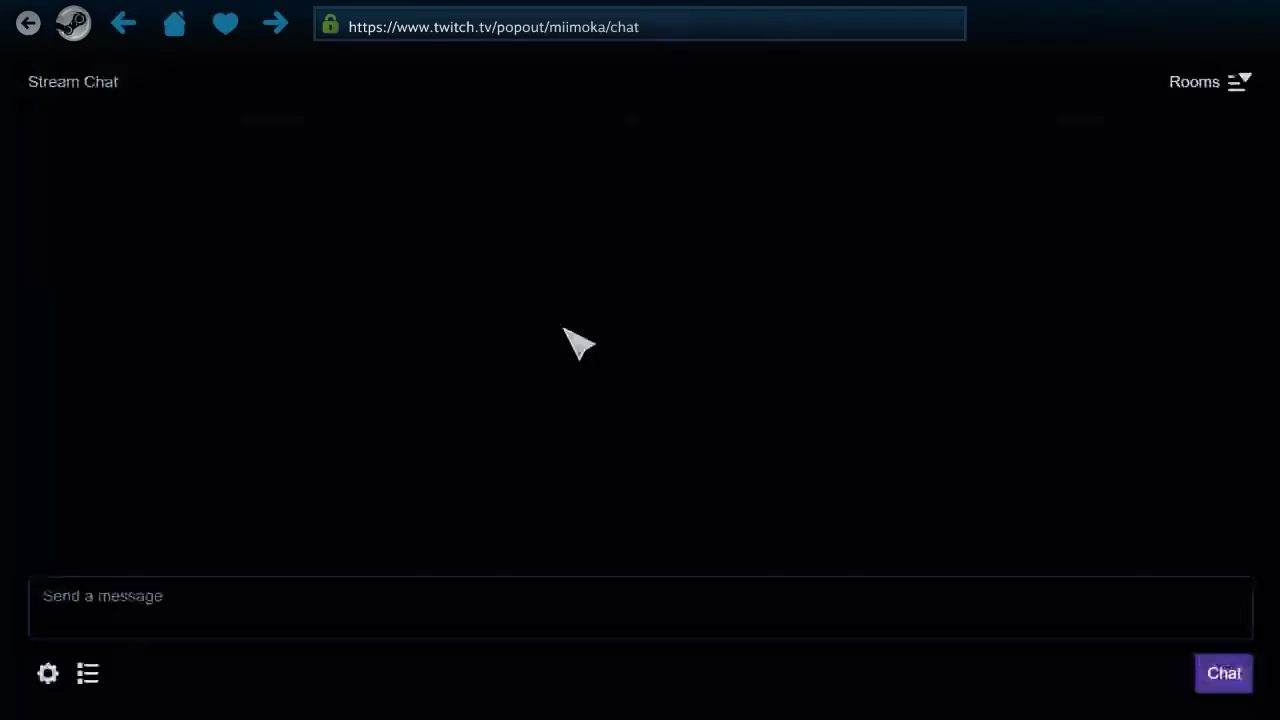 https://www.twitch.tv/popout/miimoka/chat
Stream Chat
Rooms
Send a message
Chat